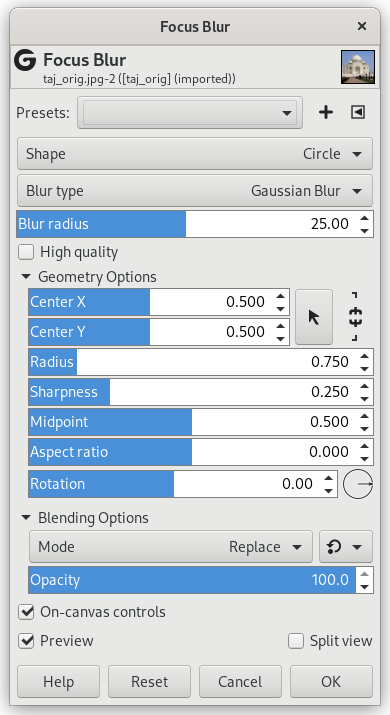 Focus Blur
Focus Blur
taj_orig.jpg-2 ([taj_orig] (imported))
Presets:
Shape Circle
Blur type Gaussian Blur
Blur radius 25.00
High quality
Geometry Options
Center X 0.500
Center Y 0.500
Radius 0.750
Sharpness 0.250
Midpoint 0.500
Aspect ratio 0.000
Rotation 0.00
Blending Options
Mode Replace
Opacity 100.0
On-canvas controls
Preview Split view
Help Reset Cancel OK